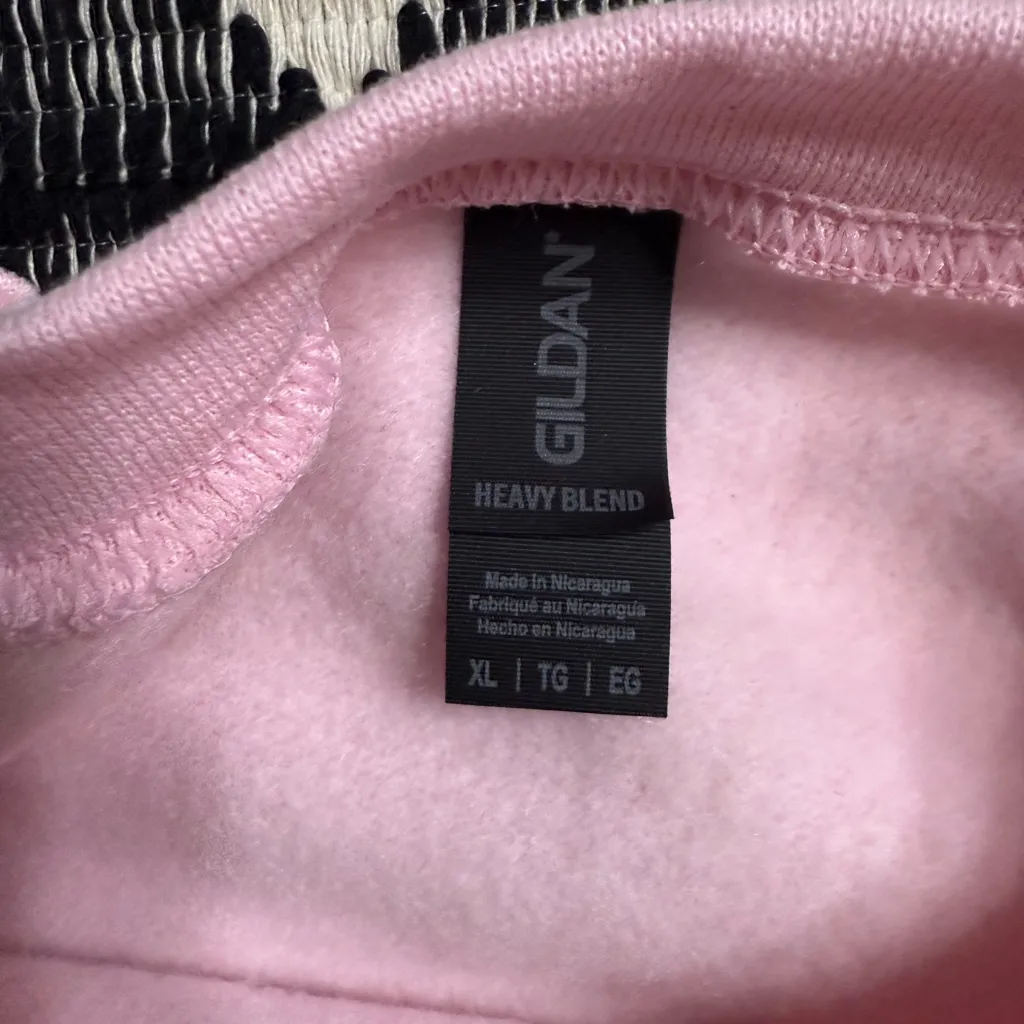 GILDAN®
HEAVY BLEND
Made in Nicaragua
Fabriqué au Nicaragua
Hecho en Nicaragua
XL | TG | EG